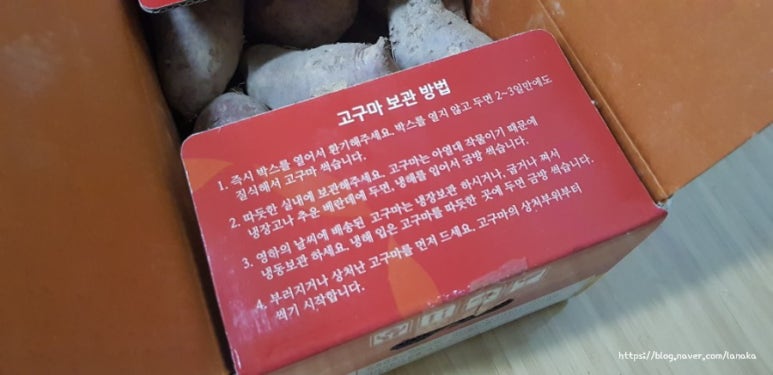 고구마 보관 방법
1. 즉시 박스를 열어서 환기해주세요. 박스를 열지 않고 두면 2~3일만에도
질식해서 고구마 썩습니다.
2. 따듯한 실내에 보관해주세요. 고구마는 아열대 작물이기 때문에
냉장고나 추운 베란데에 두면, 냉해를 입어서 금방 썩습니다.
3. 영하의 날씨에 배송된 고구마는 냉장보관 하시거나, 굽거나 쪄서
냉동보관 하세요. 냉해 입은 고구마를 따듯한 곳에 두면 금방 썩습니다.
4. 부러지거나 상처난 고구마를 먼저 드세요. 고구마의 상처부위부터
썩기 시작합니다.
https://blog.naver.com/lanaka